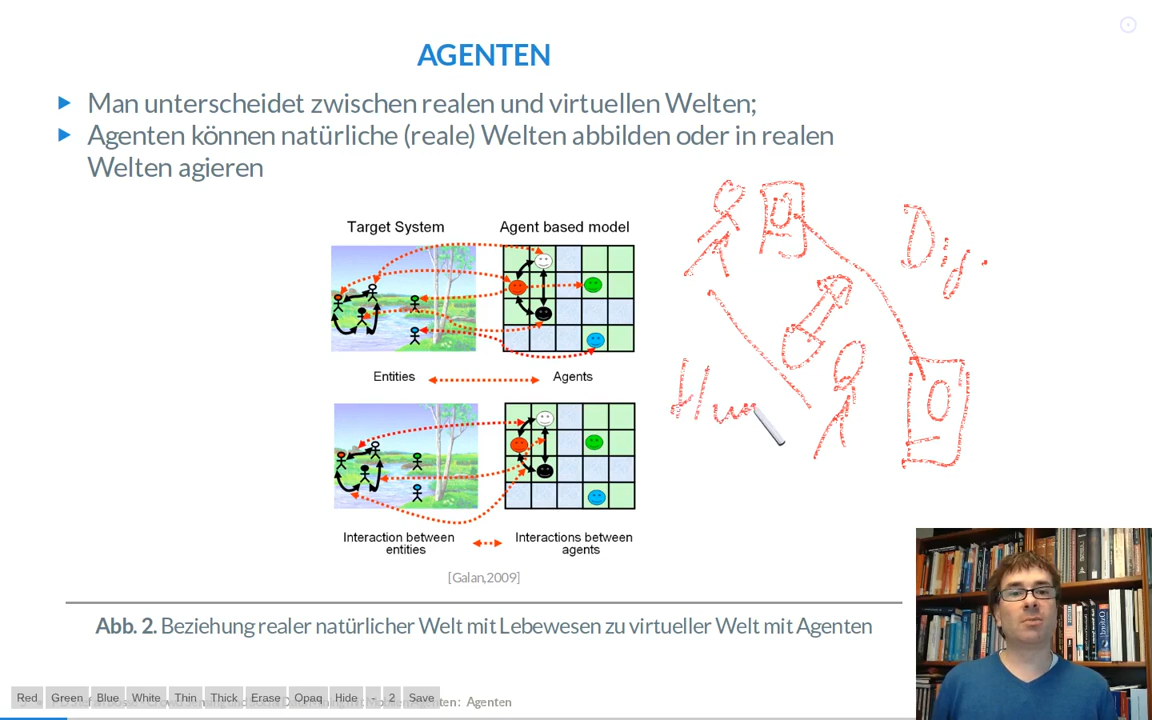 AGENTEN
Man unterscheidet zwischen realen und virtuellen Welten;
Agenten können natürliche (reale) Welten abbilden oder in realen
Welten agieren
Target System
Agent based model
Entities
Agents
Interaction between
entities
Interactions between
agents
[Galan,2009]
Abb. 2. Beziehung realer natürlicher Welt mit Lebewesen zu virtueller Welt mit Agenten
Red Green Blue White Thin Thick Erase Opaq Hide - 2 Save
Agenten